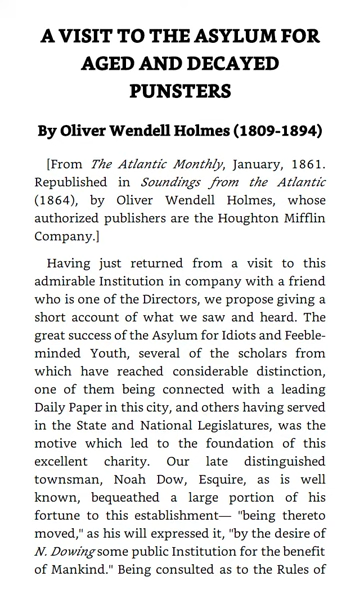 A VISIT TO THE ASYLUM FOR
AGED AND DECAYED
PUNSTERS
By Oliver Wendell Holmes (1809-1894)
[From The Atlantic Monthly, January, 1861.
Republished in Soundings from the Atlantic
(1864), by Oliver Wendell Holmes, whose
authorized publishers are the Houghton Mifflin
Company.]
Having just returned from a visit to this
admirable Institution in company with a friend
who is one of the Directors, we propose giving a
short account of what we saw and heard. The
great success of the Asylum for Idiots and Feeble-
minded Youth, several of the scholars from
which have reached considerable distinction,
one of them being connected with a leading
Daily Paper in this city, and others having served
in the State and National Legislatures, was the
motive which led to the foundation of this
excellent charity. Our late distinguished
townsman, Noah Dow, Esquire, as is well
known, bequeathed a large portion of his
fortune to this establishment— "being thereto
moved," as his will expressed it, "by the desire of
N. Dowing some public Institution for the benefit
of Mankind." Being consulted as to the Rules of